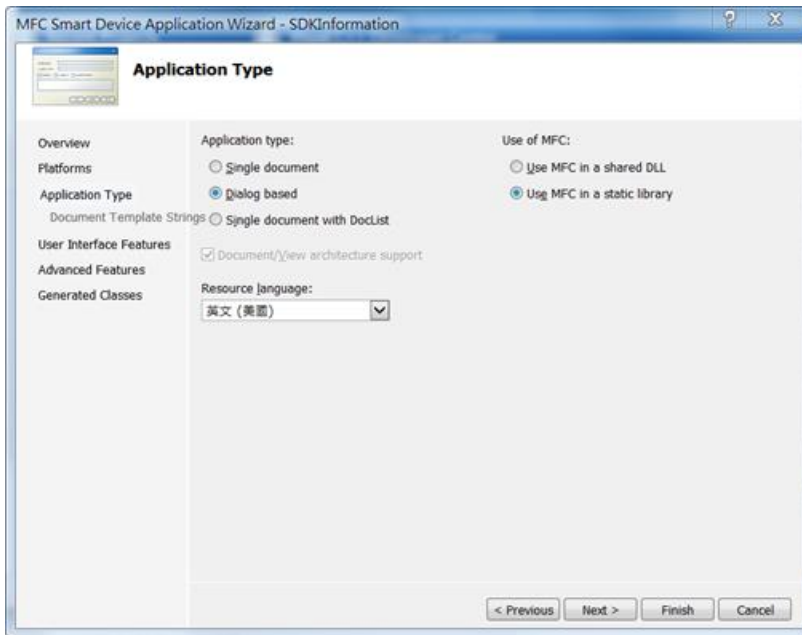 MFC Smart Device Application Wizard - SDKInformation
Application Type
Overview
Platforms
Application Type
Document Template Strings
User Interface Features
Advanced Features
Generated Classes
Application type:
Single document
Dialog based
Single document with DocList
Document/View architecture support
Resource language:
英文 (美國)
Use of MFC:
Use MFC in a shared DLL
Use MFC in a static library
< Previous
Next >
Finish
Cancel